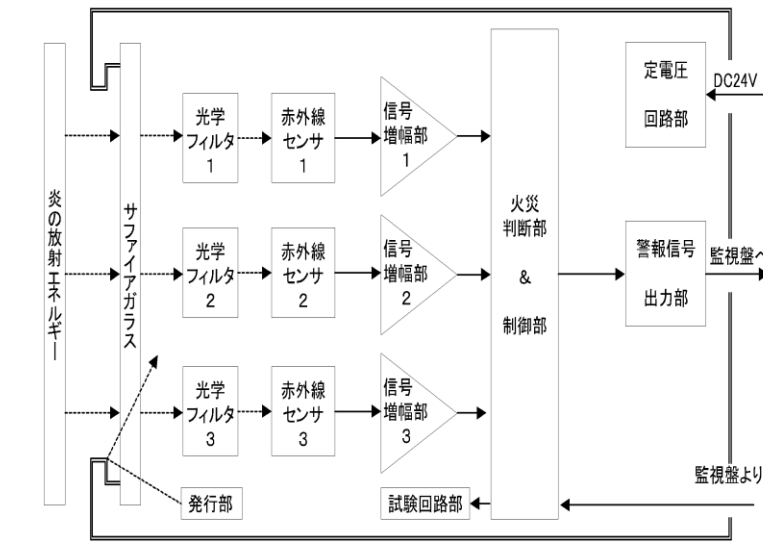 炎の放射エネルギー
サファイアガラス
光学
フィルタ
1
赤外線
センサ
1
信号
増幅部
1
光学
フィルタ
2
赤外線
センサ
2
信号
増幅部
2
光学
フィルタ
3
赤外線
センサ
3
信号
増幅部
3
発行部
試験回路部
火災
判断部
&
制御部
定電圧
回路部
DC24V
警報信号
出力部
監視盤へ
監視盤より